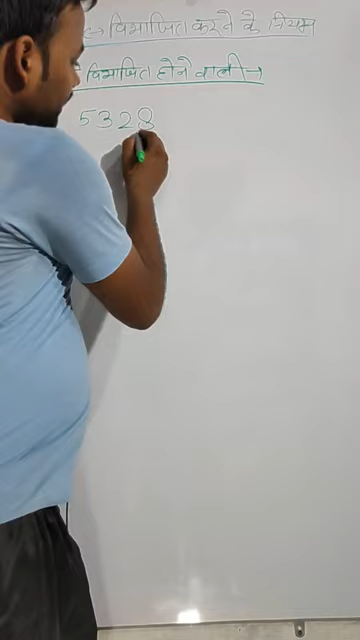 विभाजित करने के नियम
विभाजित होने वाली →
5328